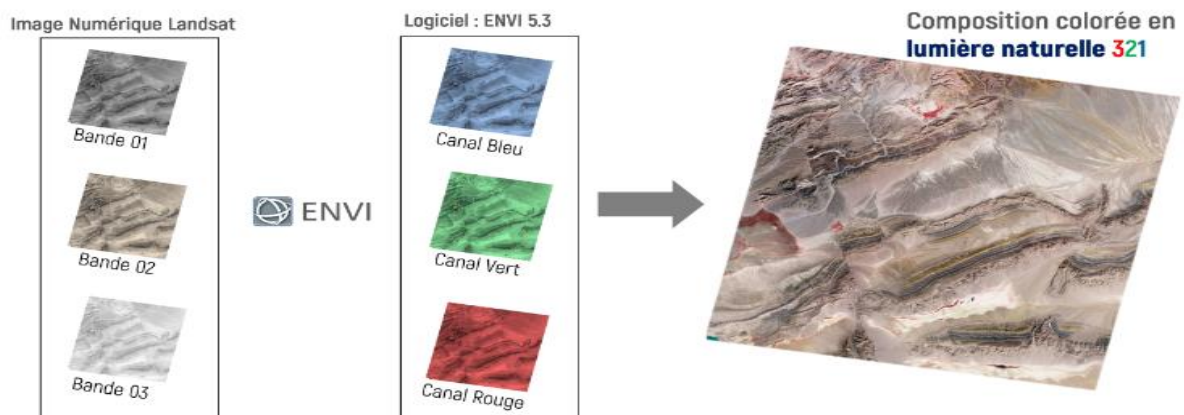 Image Numérique Landsat
Bande 01
Bande 02
Bande 03
ENVI
Logiciel : ENVI 5.3
Canal Bleu
Canal Vert
Canal Rouge
Composition colorée en
lumière naturelle 321